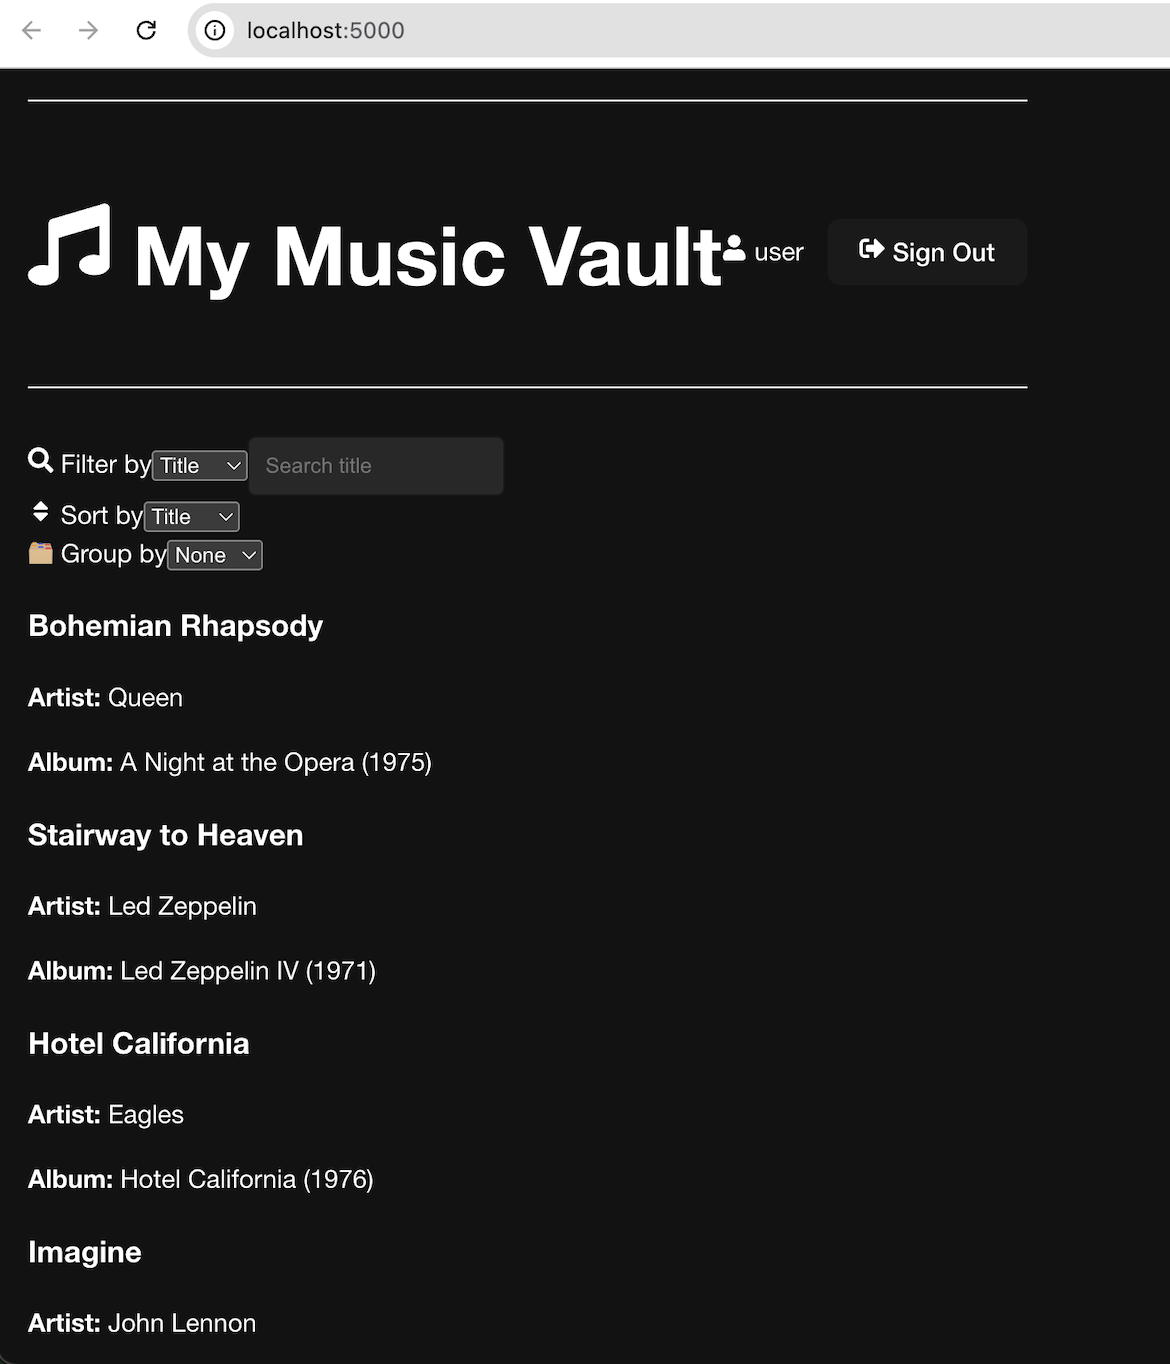 localhost:5000
My Music Vault user Sign Out
Filter by Title Search title
Sort by Title
Group by None
Bohemian Rhapsody
Artist: Queen
Album: A Night at the Opera (1975)
Stairway to Heaven
Artist: Led Zeppelin
Album: Led Zeppelin IV (1971)
Hotel California
Artist: Eagles
Album: Hotel California (1976)
Imagine
Artist: John Lennon